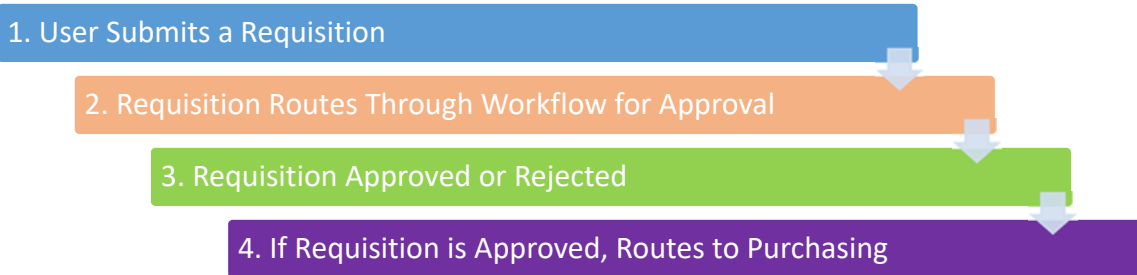 1. User Submits a Requisition
2. Requisition Routes Through Workflow for Approval
3. Requisition Approved or Rejected
4. If Requisition is Approved, Routes to Purchasing